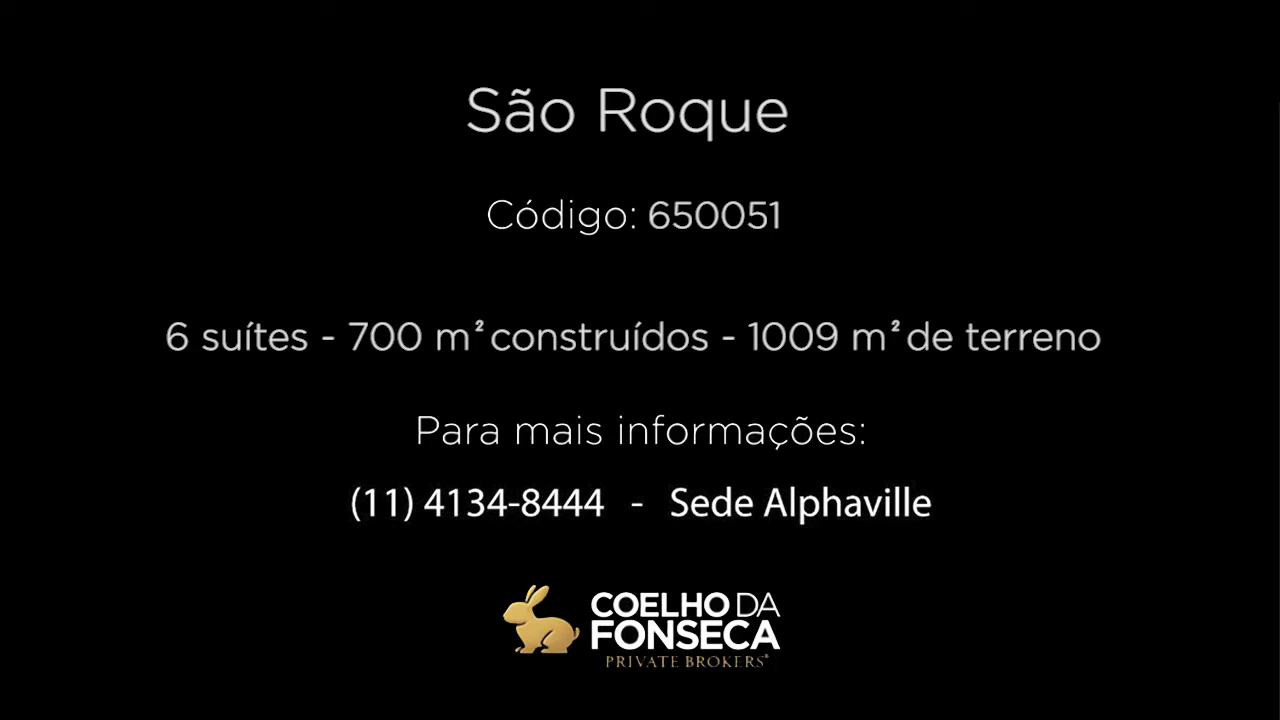 São Roque
Código: 650051
6 suítes - 700 m² construídos - 1009 m² de terreno
Para mais informações:
(11) 4134-8444 - Sede Alphaville
COELHO DA
FONSECA
PRIVATE BROKERS®